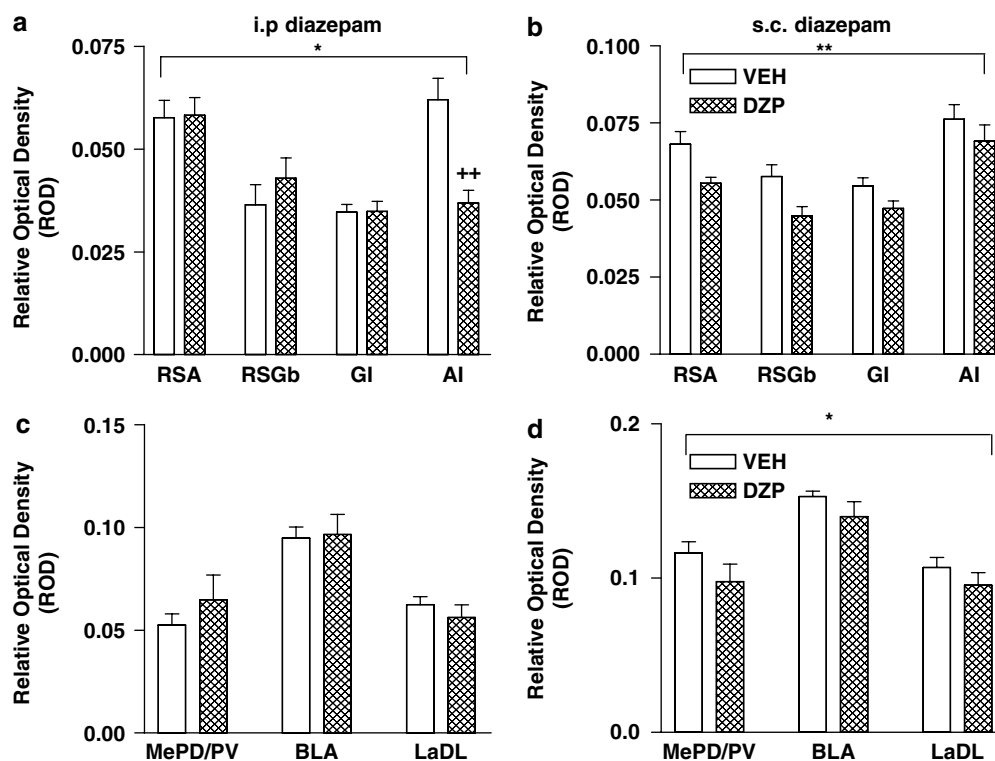 a
i.p diazepam
*
0.075
0.050
0.025
0.000
Relative Optical Density
(ROD)
++
RSA RSGb GI AI
b
s.c. diazepam
**
VEH
DZP
0.100
0.075
0.050
0.025
0.000
Relative Optical Density
(ROD)
RSA RSGb GI AI
c
0.15
0.10
0.05
0.00
Relative Optical Density
(ROD)
MePD/PV BLA LaDL
d
*
VEH
DZP
0.2
0.1
0.0
Relative Optical Density
(ROD)
MePD/PV BLA LaDL